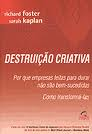 richard foster
sarah kaplan
DESTRUIÇÃO CRIATIVA
Por que empresas feitas para durar
não são bem-sucedidas
Como transformá-las